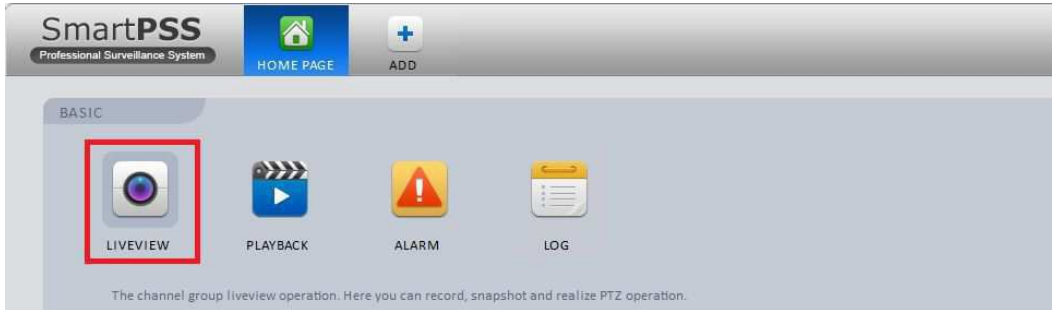 SmartPSS
Professional Surveillance System
HOME PAGE
ADD
BASIC
LIVEVIEW
PLAYBACK
ALARM
LOG
The channel group liveview operation. Here you can record, snapshot and realize PTZ operation.